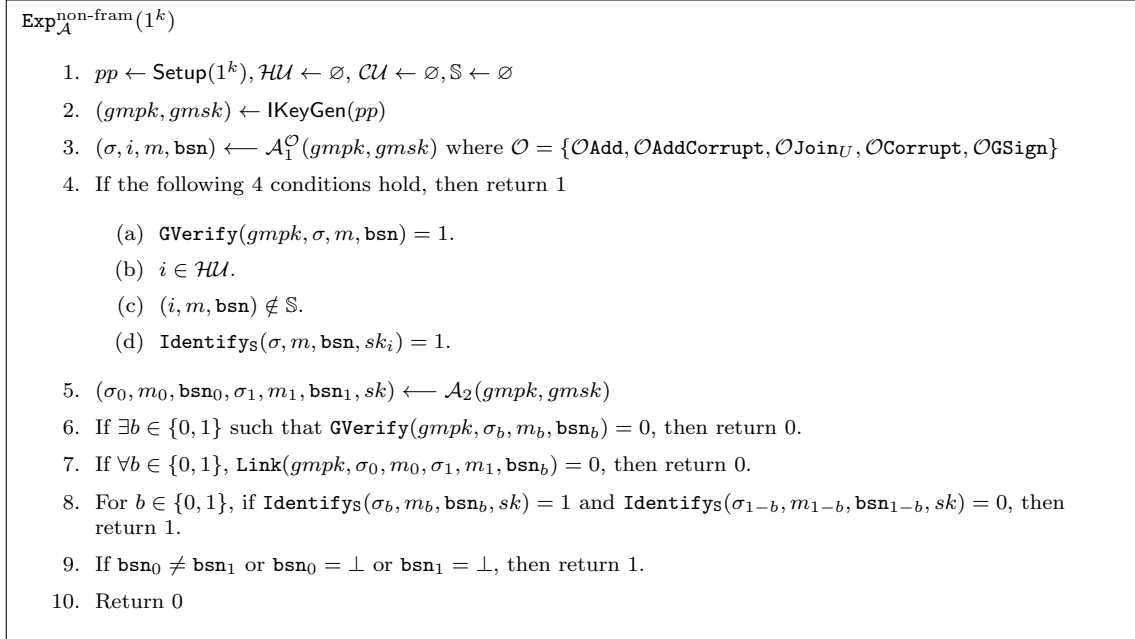 Exp_𝒜^non-fram(1^k)
1. pp ← Setup(1^k), ℋ𝒰 ← ∅, 𝒞𝒰 ← ∅, 𝕊 ← ∅
2. (gmpk, gmsk) ← IKeyGen(pp)
3. (σ, i, m, bsn) ⟵ 𝒜_1^𝒪(gmpk, gmsk) where 𝒪 = {𝒪Add, 𝒪AddCorrupt, 𝒪Join_U, 𝒪Corrupt, 𝒪GSign}
4. If the following 4 conditions hold, then return 1
(a) GVerify(gmpk, σ, m, bsn) = 1.
(b) i ∈ ℋ𝒰.
(c) (i, m, bsn) ∉ 𝕊.
(d) Identify_S(σ, m, bsn, sk_i) = 1.
5. (σ_0, m_0, bsn_0, σ_1, m_1, bsn_1, sk) ⟵ 𝒜_2(gmpk, gmsk)
6. If ∃b ∈ {0, 1} such that GVerify(gmpk, σ_b, m_b, bsn_b) = 0, then return 0.
7. If ∀b ∈ {0, 1}, Link(gmpk, σ_0, m_0, σ_1, m_1, bsn_b) = 0, then return 0.
8. For b ∈ {0, 1}, if Identify_S(σ_b, m_b, bsn_b, sk) = 1 and Identify_S(σ_{1−b}, m_{1−b}, bsn_{1−b}, sk) = 0, then
return 1.
9. If bsn_0 ≠ bsn_1 or bsn_0 = ⊥ or bsn_1 = ⊥, then return 1.
10. Return 0